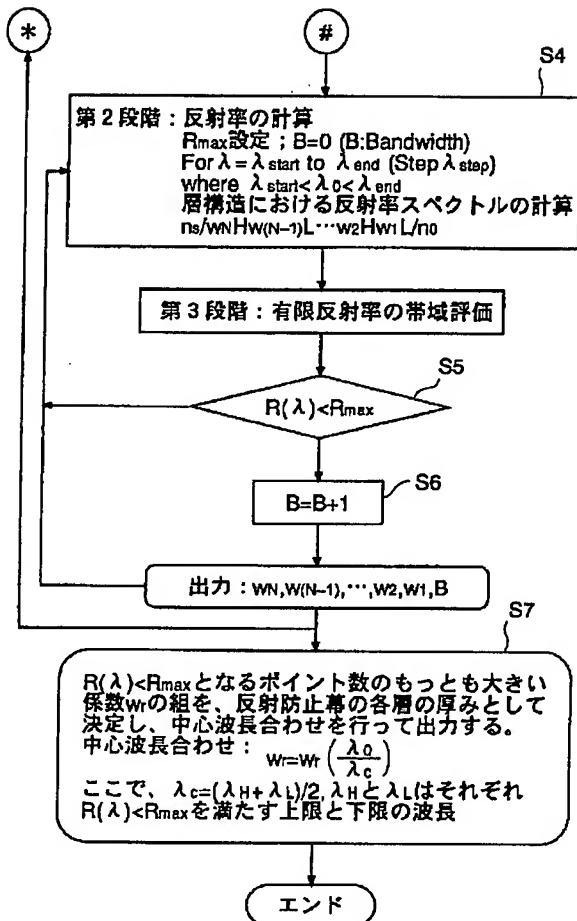 *
#
S4
第2段階：反射率の計算
Rmax設定；B=0 (B:Bandwidth)
For λ=λstart to λend (Step λstep)
where λstart<λ0<λend
層構造における反射率スペクトルの計算
ns/wNHw(N−1)L⋯w2Hw1L/n0
第3段階：有限反射率の帯域評価
S5
R(λ)<Rmax
S6
B=B+1
出力：wN,w(N−1),⋯,w2,w1,B
S7
R(λ)<Rmaxとなるポイント数のもっとも大きい
係数wrの組を、反射防止幕の各層の厚みとして
決定し、中心波長合わせを行って出力する。
中心波長合わせ： wr=wr(λ0/λc)
ここで、λc=(λH+λL)/2,λHとλLはそれぞれ
R(λ)<Rmaxを満たす上限と下限の波長
エンド